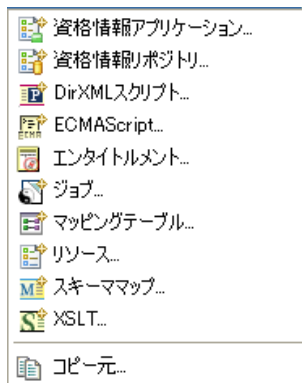 資格情報アプリケーション...
資格情報リポジトリ...
DirXMLスクリプト...
ECMAScript...
エンタイトルメント...
ジョブ...
マッピングテーブル...
リソース...
スキーママップ...
XSLT...
コピー元...